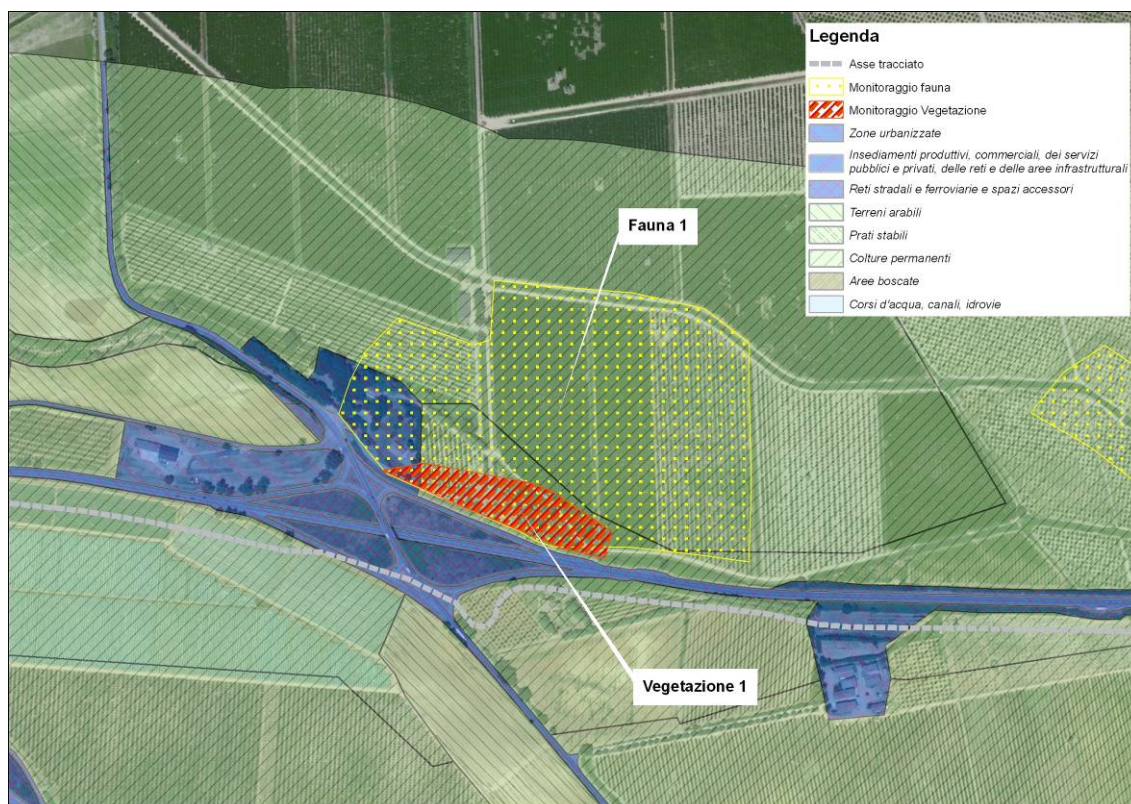 Legenda
Asse tracciato
Monitoraggio fauna
Monitoraggio Vegetazione
Zone urbanizzate
Insediamenti produttivi, commerciali, dei servizi
pubblici e privati, delle reti e delle aree infrastrutturali
Reti stradali e ferroviarie e spazi accessori
Terreni arabili
Prati stabili
Colture permanenti
Aree boscate
Corsi d'acqua, canali, idrovie
Fauna 1
Vegetazione 1